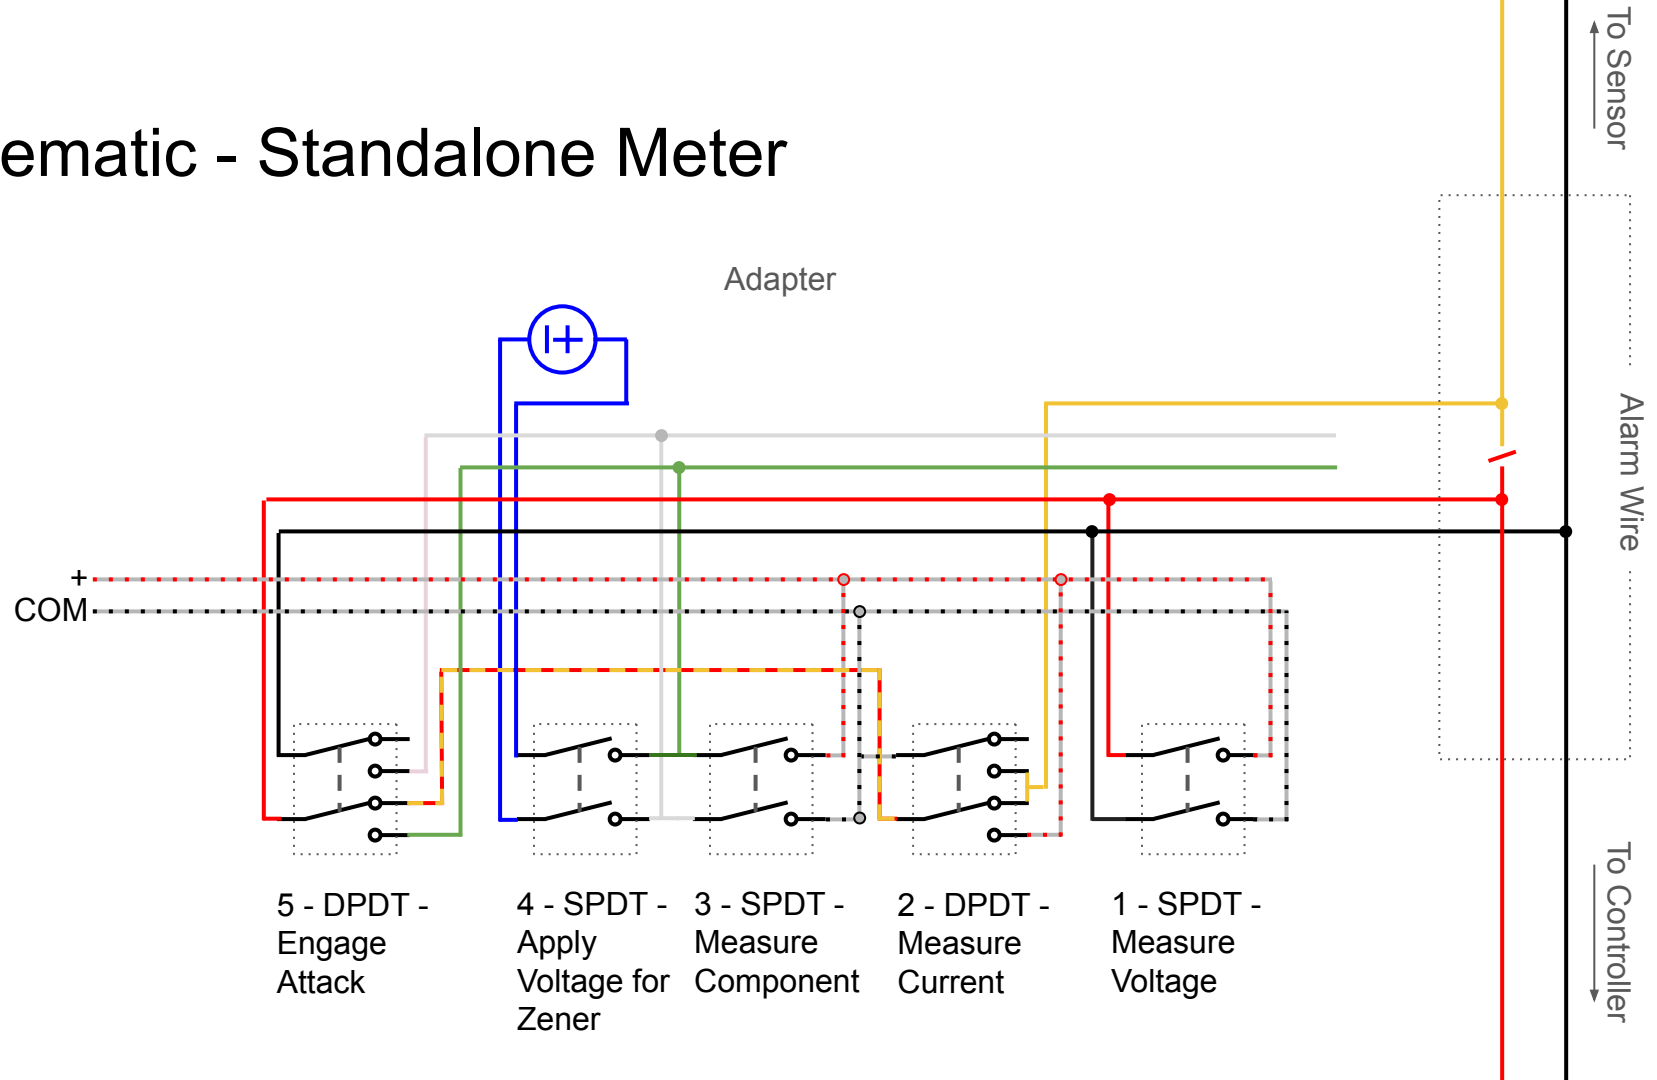 ematic - Standalone Meter
To Sensor
Adapter
Alarm Wire
+
COM
5 - DPDT -
Engage
Attack
4 - SPDT -
Apply
Voltage for
Zener
3 - SPDT -
Measure
Component
2 - DPDT -
Measure
Current
1 - SPDT -
Measure
Voltage
To Controller